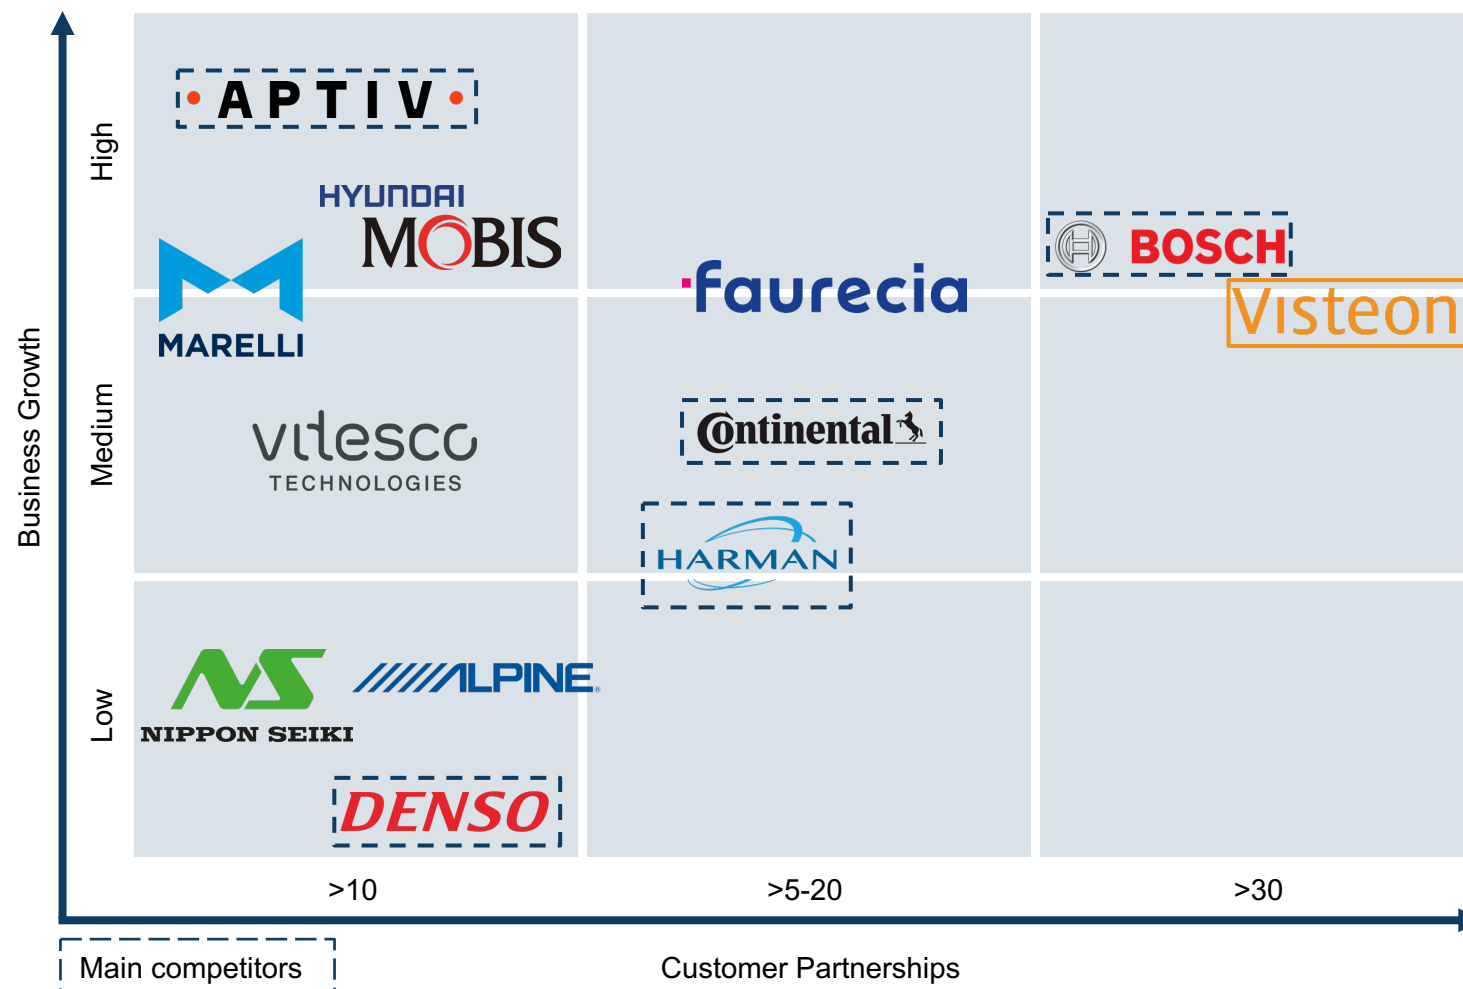 APTIV
High
HYUNDAI
MOBIS
BOSCH
faurecia
Visteon
MARELLI
Business Growth
Medium
Continental
vitesco
TECHNOLOGIES
HARMAN
Low
ALPINE®
NIPPON SEIKI
DENSO
>10
>5-20
>30
Main competitors
Customer Partnerships